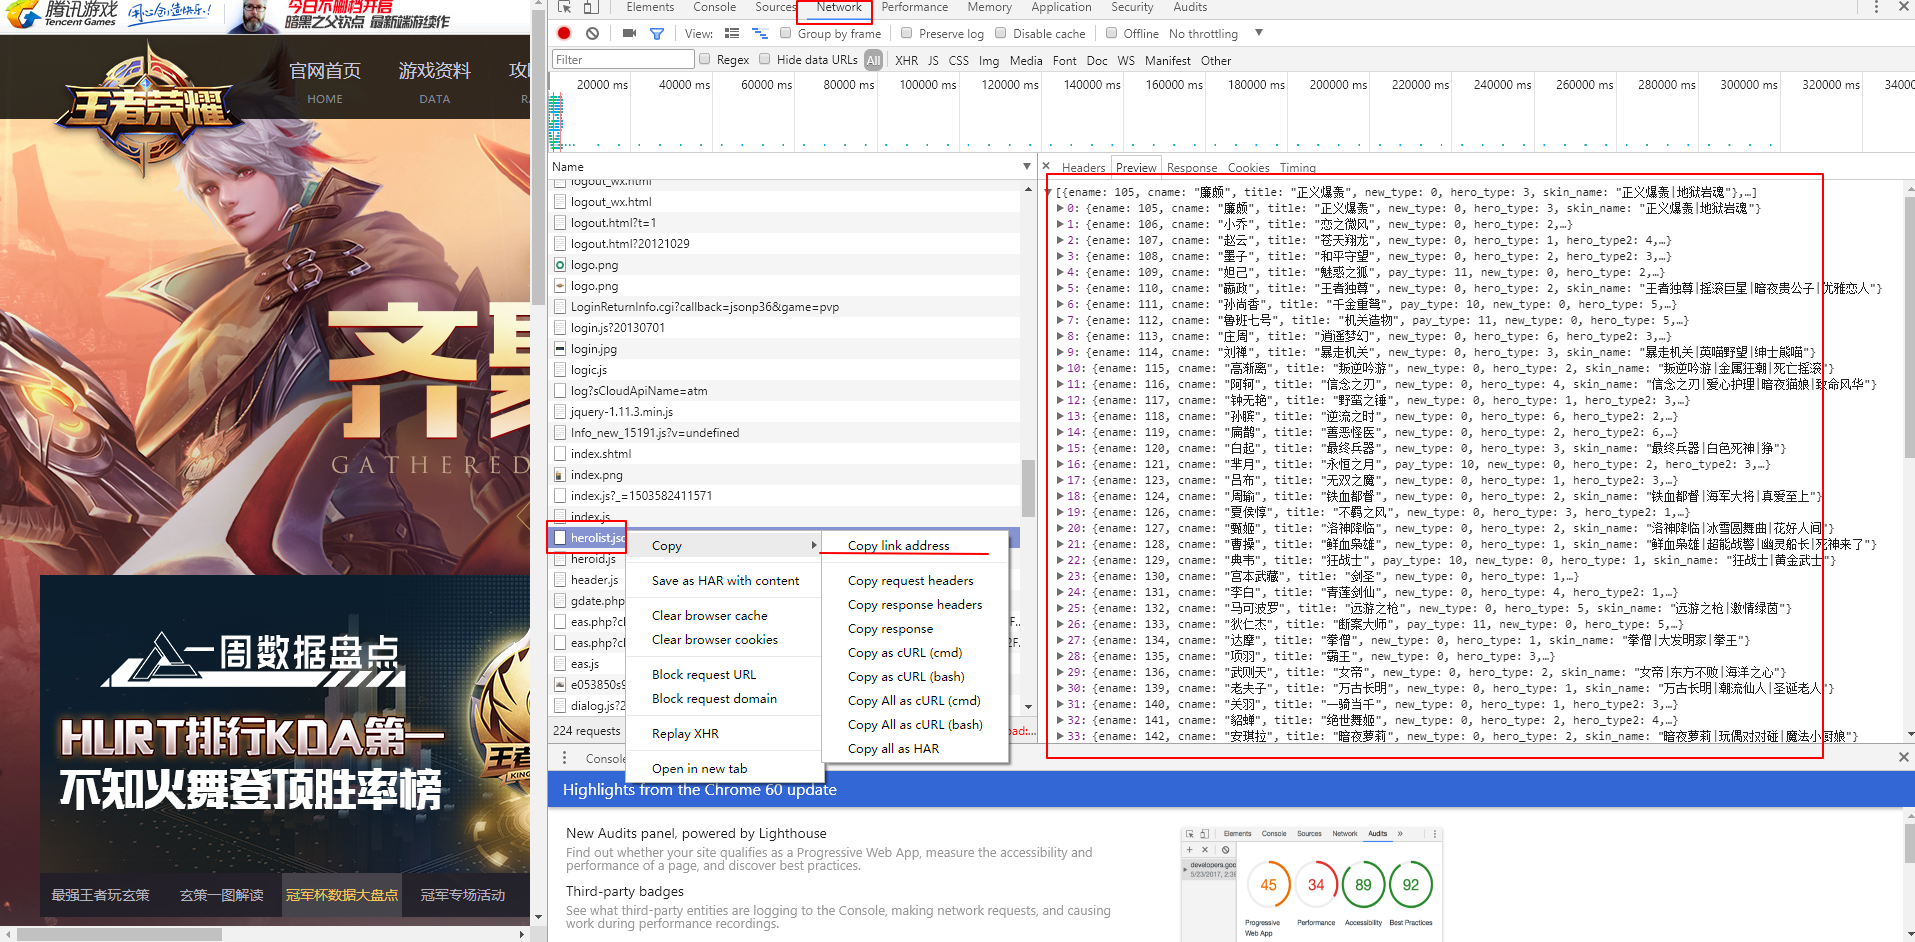 腾讯游戏
Tencent Games
用心创造快乐!
今日不删档开启
暗黑之父钦点 最新端游续作
王者荣耀
官网首页
HOME
游戏资料
DATA
齐聚
GATHERED
一周数据盘点
HURT排行KDA第一
不知火舞登顶胜率榜
最强王者玩玄策
玄策一图解读
冠军杯数据大盘点
冠军专场活动
Elements
Console
Sources
Network
Performance
Memory
Application
Security
Audits
View:
Group by frame
Preserve log
Disable cache
Offline
No throttling
Filter
Regex
Hide data URLs
All
XHR
JS
CSS
Img
Media
Font
Doc
WS
Manifest
Other
20000 ms
40000 ms
60000 ms
80000 ms
100000 ms
120000 ms
140000 ms
160000 ms
180000 ms
200000 ms
220000 ms
240000 ms
260000 ms
280000 ms
300000 ms
320000 ms
34000
Name
logout_wx.html
logout_wx.html
logout.html?t=1
logout.html?20121029
logo.png
logo.png
LoginReturnInfo.cgi?callback=jsonp36&game=pvp
login.js?20130701
login.jpg
logic.js
log?sCloudApiName=atm
jquery-1.11.3.min.js
Info_new_15191.js?v=undefined
index.shtml
index.png
index.js?_=1503582411571
index.js
herolist.jso
heroid.js
header.js
gdate.php
eas.php?cl
eas.php?cl
eas.js
e053850s9
dialog.js?2
224 requests
Copy
Save as HAR with content
Clear browser cache
Clear browser cookies
Block request URL
Block request domain
Replay XHR
Open in new tab
Copy link address
Copy request headers
Copy response headers
Copy response
Copy as cURL (cmd)
Copy as cURL (bash)
Copy All as cURL (cmd)
Copy All as cURL (bash)
Copy all as HAR
Headers
Preview
Response
Cookies
Timing
[{ename: 105, cname: "廉颇", title: "正义爆轰", new_type: 0, hero_type: 3, skin_name: "正义爆轰|地狱岩魂"},…]
0: {ename: 105, cname: "廉颇", title: "正义爆轰", new_type: 0, hero_type: 3, skin_name: "正义爆轰|地狱岩魂"}
1: {ename: 106, cname: "小乔", title: "恋之微风", new_type: 0, hero_type: 2,…}
2: {ename: 107, cname: "赵云", title: "苍天翔龙", new_type: 0, hero_type: 1, hero_type2: 4,…}
3: {ename: 108, cname: "墨子", title: "和平守望", new_type: 0, hero_type: 2, hero_type2: 3,…}
4: {ename: 109, cname: "妲己", title: "魅惑之狐", pay_type: 11, new_type: 0, hero_type: 2,…}
5: {ename: 110, cname: "嬴政", title: "王者独尊", new_type: 0, hero_type: 2, skin_name: "王者独尊|摇滚巨星|暗夜贵公子|优雅恋人"}
6: {ename: 111, cname: "孙尚香", title: "千金重弩", pay_type: 10, new_type: 0, hero_type: 5,…}
7: {ename: 112, cname: "鲁班七号", title: "机关造物", pay_type: 11, new_type: 0, hero_type: 5,…}
8: {ename: 113, cname: "庄周", title: "逍遥梦幻", new_type: 0, hero_type: 6, hero_type2: 3,…}
9: {ename: 114, cname: "刘禅", title: "暴走机关", new_type: 0, hero_type: 3, skin_name: "暴走机关|英喵野望|绅士熊喵"}
10: {ename: 115, cname: "高渐离", title: "叛逆吟游", new_type: 0, hero_type: 2, skin_name: "叛逆吟游|金属狂潮|死亡摇滚"}
11: {ename: 116, cname: "阿轲", title: "信念之刃", new_type: 0, hero_type: 4, skin_name: "信念之刃|爱心护理|暗夜猫娘|致命风华"}
12: {ename: 117, cname: "钟无艳", title: "野蛮之锤", new_type: 0, hero_type: 1, hero_type2: 3,…}
13: {ename: 118, cname: "孙膑", title: "逆流之时", new_type: 0, hero_type: 6, hero_type2: 2,…}
14: {ename: 119, cname: "扁鹊", title: "善恶怪医", new_type: 0, hero_type: 2, hero_type2: 6,…}
15: {ename: 120, cname: "白起", title: "最终兵器", new_type: 0, hero_type: 3, skin_name: "最终兵器|白色死神|狰"}
16: {ename: 121, cname: "芈月", title: "永恒之月", pay_type: 10, new_type: 0, hero_type: 2, hero_type2: 3,…}
17: {ename: 123, cname: "吕布", title: "无双之魔", new_type: 0, hero_type: 1, hero_type2: 3,…}
18: {ename: 124, cname: "周瑜", title: "铁血都督", new_type: 0, hero_type: 2, skin_name: "铁血都督|海军大将|真爱至上"}
19: {ename: 126, cname: "夏侯惇", title: "不羁之风", new_type: 0, hero_type: 3, hero_type2: 1,…}
20: {ename: 127, cname: "甄姬", title: "洛神降临", new_type: 0, hero_type: 2, skin_name: "洛神降临|冰雪圆舞曲|花好人间"}
21: {ename: 128, cname: "曹操", title: "鲜血枭雄", new_type: 0, hero_type: 1, skin_name: "鲜血枭雄|超能战警|幽灵船长|死神来了"}
22: {ename: 129, cname: "典韦", title: "狂战士", pay_type: 10, new_type: 0, hero_type: 1, skin_name: "狂战士|黄金武士"}
23: {ename: 130, cname: "宫本武藏", title: "剑圣", new_type: 0, hero_type: 1,…}
24: {ename: 131, cname: "李白", title: "青莲剑仙", new_type: 0, hero_type: 4, hero_type2: 1,…}
25: {ename: 132, cname: "马可波罗", title: "远游之枪", new_type: 0, hero_type: 5, skin_name: "远游之枪|激情绿茵"}
26: {ename: 133, cname: "狄仁杰", title: "断案大师", pay_type: 11, new_type: 0, hero_type: 5,…}
27: {ename: 134, cname: "达摩", title: "拳僧", new_type: 0, hero_type: 1, skin_name: "拳僧|大发明家|拳王"}
28: {ename: 135, cname: "项羽", title: "霸王", new_type: 0, hero_type: 3,…}
29: {ename: 136, cname: "武则天", title: "女帝", new_type: 0, hero_type: 2, skin_name: "女帝|东方不败|海洋之心"}
30: {ename: 139, cname: "老夫子", title: "万古长明", new_type: 0, hero_type: 1, skin_name: "万古长明|潮流仙人|圣诞老人"}
31: {ename: 140, cname: "关羽", title: "一骑当千", new_type: 0, hero_type: 1, hero_type2: 3,…}
32: {ename: 141, cname: "貂蝉", title: "绝世舞姬", new_type: 0, hero_type: 2, hero_type2: 4,…}
33: {ename: 142, cname: "安琪拉", title: "暗夜萝莉", new_type: 0, hero_type: 2, skin_name: "暗夜萝莉|玩偶对对碰|魔法小厨娘"}
Console
Highlights from the Chrome 60 update
New Audits panel, powered by Lighthouse
Find out whether your site qualifies as a Progressive Web App, measure the accessibility and
performance of a page, and discover best practices.
Third-party badges
See what third-party entities are logging to the Console, making network requests, and causing
work during performance recordings.
Elements
Console
Sources
Network
Audits
developers.goo
5/23/2017, 2:36
45
34
89
92
Progressive
Web App
Performance
Accessibility
Best Practices